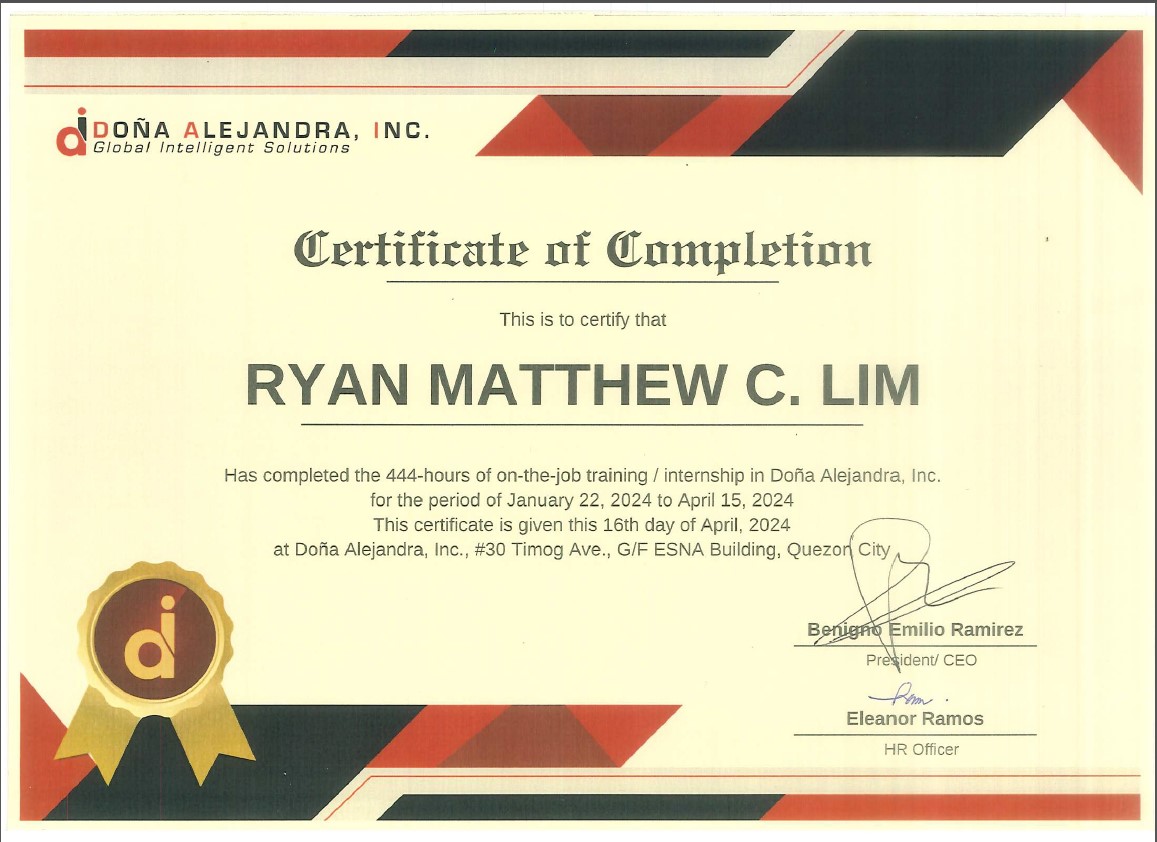 DOÑA ALEJANDRA, INC.
Global Intelligent Solutions
Certificate of Completion
This is to certify that
RYAN MATTHEW C. LIM
Has completed the 444-hours of on-the-job training / internship in Doña Alejandra, Inc.
for the period of January 22, 2024 to April 15, 2024
This certificate is given this 16th day of April, 2024
at Doña Alejandra, Inc., #30 Timog Ave., G/F ESNA Building, Quezon City
Benigno Emilio Ramirez
President/ CEO
Eleanor Ramos
HR Officer